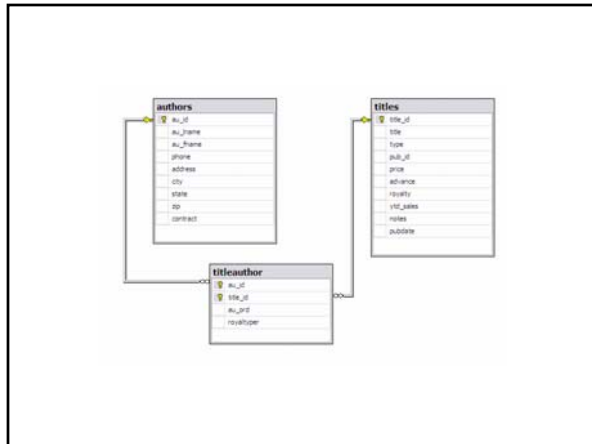 authors
au_id
au_lname
au_fname
phone
address
city
state
zip
contract
titles
title_id
title
type
pub_id
price
advance
royalty
ytd_sales
notes
pubdate
titleauthor
au_id
title_id
au_ord
royaltyper